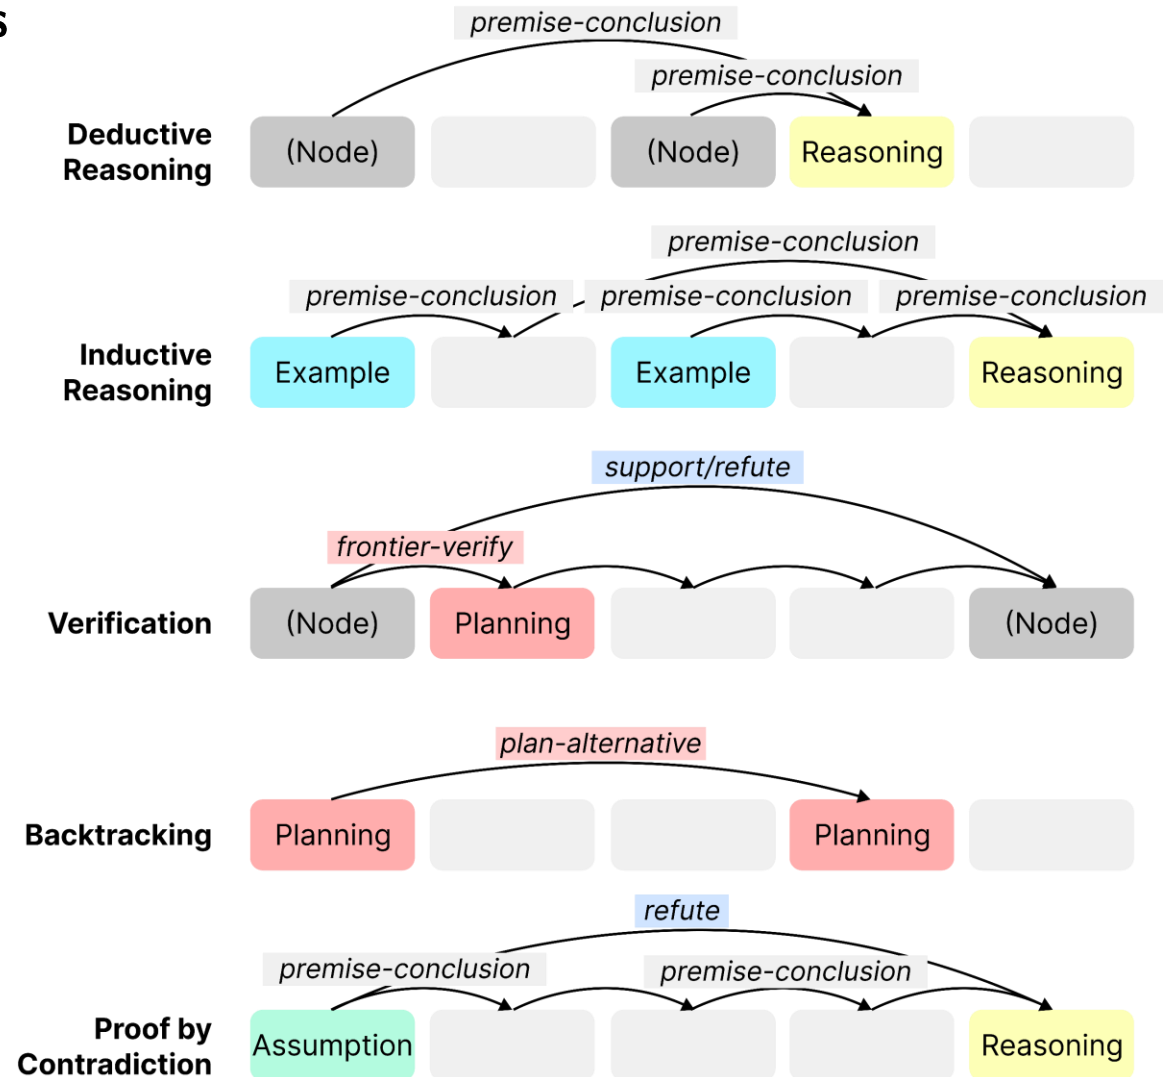 s
premise-conclusion
premise-conclusion
Deductive
Reasoning
(Node)
(Node)
Reasoning
premise-conclusion
premise-conclusion
premise-conclusion
premise-conclusion
Inductive
Reasoning
Example
Example
Reasoning
support/refute
frontier-verify
Verification
(Node)
Planning
(Node)
plan-alternative
Backtracking
Planning
Planning
refute
premise-conclusion
premise-conclusion
Proof by
Contradiction
Assumption
Reasoning